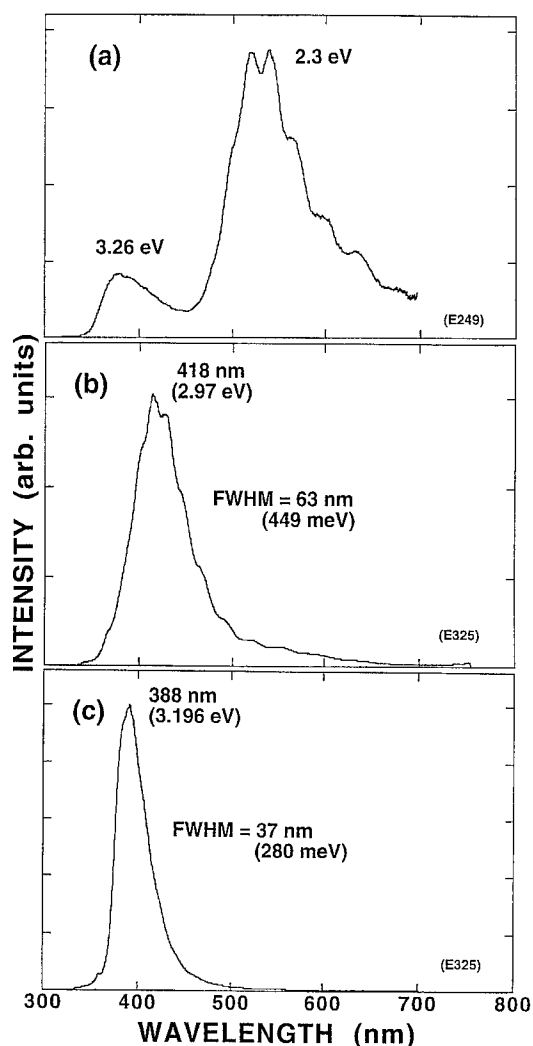 (a)
2.3 eV
3.26 eV
(E249)
(b)
418 nm
(2.97 eV)
FWHM = 63 nm
(449 meV)
(E325)
(c)
388 nm
(3.196 eV)
FWHM = 37 nm
(280 meV)
(E325)
INTENSITY (arb. units)
300 400 500 600 700 800
WAVELENGTH (nm)